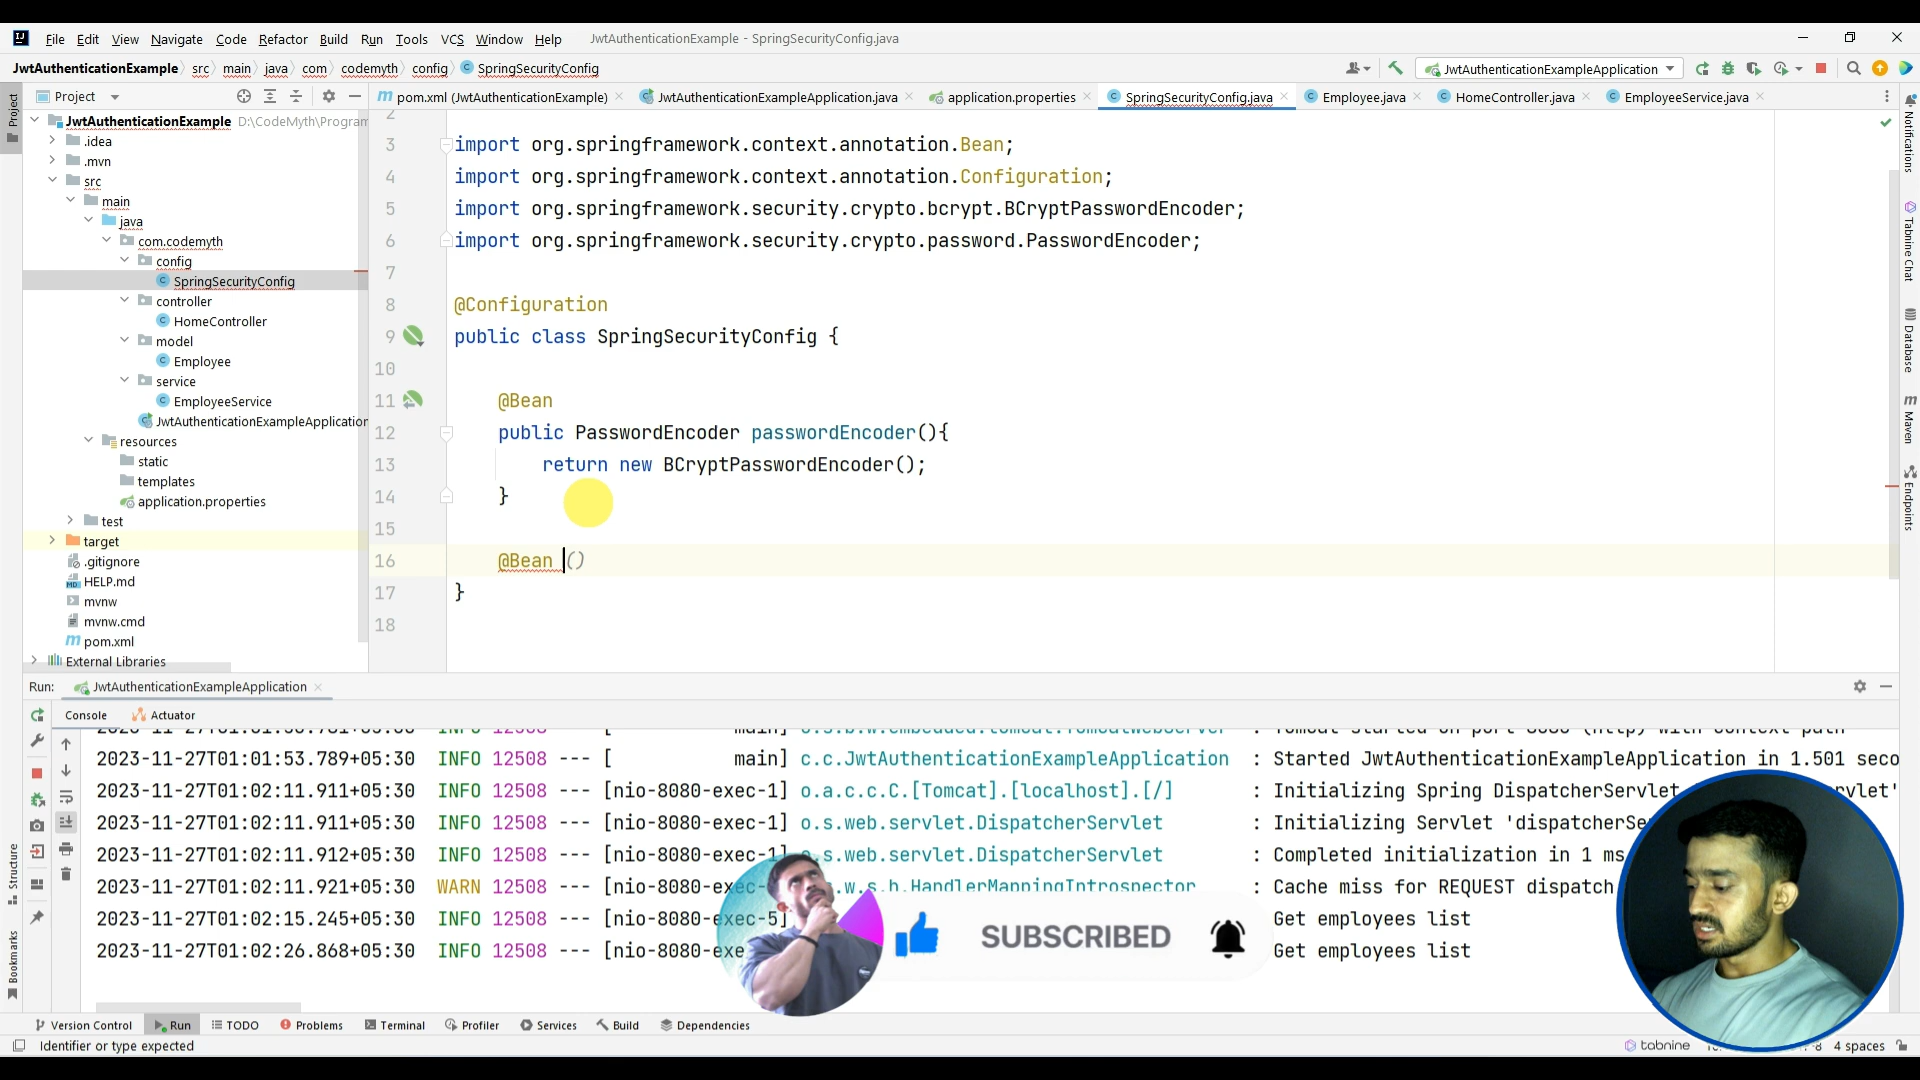 File Edit View Navigate Code Refactor Build Run Tools VCS Window Help JwtAuthenticationExample - SpringSecurityConfig.java
JwtAuthenticationExample src main java com codemyth config SpringSecurityConfig
JwtAuthenticationExampleApplication
Project
pom.xml (JwtAuthenticationExample) JwtAuthenticationExampleApplication.java application.properties SpringSecurityConfig.java Employee.java HomeController.java EmployeeService.java
Project
Structure
Bookmarks
Notifications
Tabnine Chat
Database
Maven
Endpoints
JwtAuthenticationExample D:\CodeMyth\Program
.idea
.mvn
src
main
java
com.codemyth
config
SpringSecurityConfig
controller
HomeController
model
Employee
service
EmployeeService
JwtAuthenticationExampleApplication
resources
static
templates
application.properties
test
target
.gitignore
HELP.md
mvnw
mvnw.cmd
pom.xml
External Libraries
2
3 import org.springframework.context.annotation.Bean;
4 import org.springframework.context.annotation.Configuration;
5 import org.springframework.security.crypto.bcrypt.BCryptPasswordEncoder;
6 import org.springframework.security.crypto.password.PasswordEncoder;
7
8 @Configuration
9 public class SpringSecurityConfig {
10
11 @Bean
12 public PasswordEncoder passwordEncoder(){
13 return new BCryptPasswordEncoder();
14 }
15
16 @Bean ()
17 }
18
Run: JwtAuthenticationExampleApplication
Console Actuator
2023-11-27T01:01:53.789+05:30 INFO 12508 --- [ main] c.c.JwtAuthenticationExampleApplication : Started JwtAuthenticationExampleApplication in 1.501 seco
2023-11-27T01:02:11.911+05:30 INFO 12508 --- [nio-8080-exec-1] o.a.c.c.C.[Tomcat].[localhost].[/] : Initializing Spring DispatcherServlet
2023-11-27T01:02:11.911+05:30 INFO 12508 --- [nio-8080-exec-1] o.s.web.servlet.DispatcherServlet : Initializing Servlet 'dispatcherSe
2023-11-27T01:02:11.912+05:30 INFO 12508 --- [nio-8080-exec-1] o.s.web.servlet.DispatcherServlet : Completed initialization in 1 ms
2023-11-27T01:02:11.921+05:30 WARN 12508 --- [nio-8080-exec- .w.s.h.HandlerMappingIntrospector : Cache miss for REQUEST dispatch
2023-11-27T01:02:15.245+05:30 INFO 12508 --- [nio-8080-exec-5] Get employees list
2023-11-27T01:02:26.868+05:30 INFO 12508 --- [nio-8080-exe Get employees list
SUBSCRIBED
Version Control Run TODO Problems Terminal Profiler Services Build Dependencies
Identifier or type expected
tabnine 4 spaces